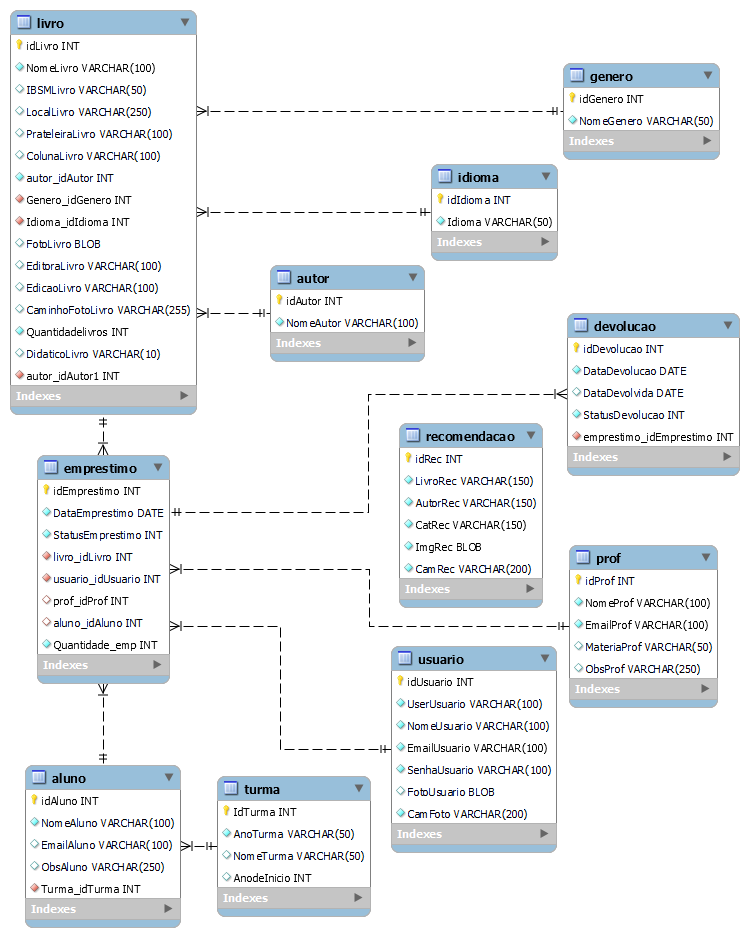 livro
idLivro INT
NomeLivro VARCHAR(100)
IBSMLivro VARCHAR(50)
LocalLivro VARCHAR(250)
PrateleiraLivro VARCHAR(100)
ColunaLivro VARCHAR(100)
autor_idAutor INT
Genero_idGenero INT
Idioma_idIdioma INT
FotoLivro BLOB
EditoraLivro VARCHAR(100)
EdicaoLivro VARCHAR(100)
CaminhoFotoLivro VARCHAR(255)
Quantidadelivros INT
DidaticoLivro VARCHAR(10)
autor_idAutor1 INT
Indexes
genero
idGenero INT
NomeGenero VARCHAR(50)
Indexes
idioma
idIdioma INT
Idioma VARCHAR(50)
Indexes
autor
idAutor INT
NomeAutor VARCHAR(100)
Indexes
devolucao
idDevolucao INT
DataDevolucao DATE
DataDevolvida DATE
StatusDevolucao INT
emprestimo_idEmprestimo INT
Indexes
recomendacao
idRec INT
LivroRec VARCHAR(150)
AutorRec VARCHAR(150)
CatRec VARCHAR(150)
ImgRec BLOB
CamRec VARCHAR(200)
Indexes
emprestimo
idEmprestimo INT
DataEmprestimo DATE
StatusEmprestimo INT
livro_idLivro INT
usuario_idUsuario INT
prof_idProf INT
aluno_idAluno INT
Quantidade_emp INT
Indexes
prof
idProf INT
NomeProf VARCHAR(100)
EmailProf VARCHAR(100)
MateriaProf VARCHAR(50)
ObsProf VARCHAR(250)
Indexes
usuario
idUsuario INT
UserUsuario VARCHAR(100)
NomeUsuario VARCHAR(100)
EmailUsuario VARCHAR(100)
SenhaUsuario VARCHAR(100)
FotoUsuario BLOB
CamFoto VARCHAR(200)
Indexes
aluno
idAluno INT
NomeAluno VARCHAR(100)
EmailAluno VARCHAR(100)
ObsAluno VARCHAR(250)
Turma_idTurma INT
Indexes
turma
IdTurma INT
AnoTurma VARCHAR(50)
NomeTurma VARCHAR(50)
AnodeInicio INT
Indexes